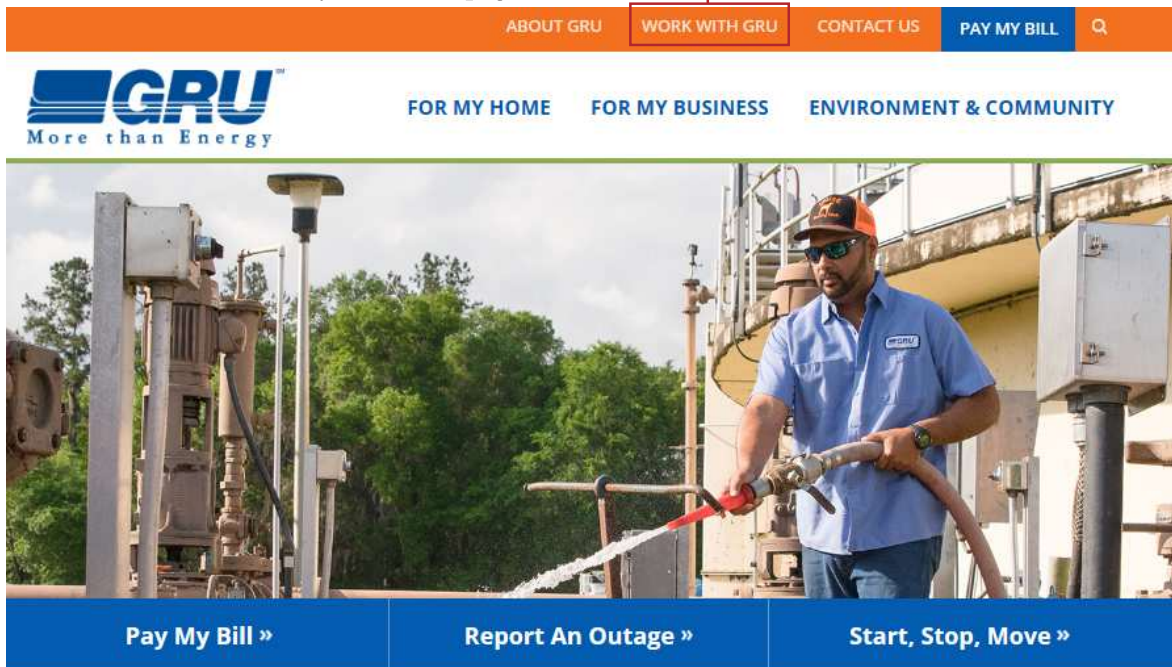 ABOUT GRU WORK WITH GRU CONTACT US PAY MY BILL
GRU™
More than Energy
FOR MY HOME FOR MY BUSINESS ENVIRONMENT & COMMUNITY
GRU
Pay My Bill »
Report An Outage »
Start, Stop, Move »